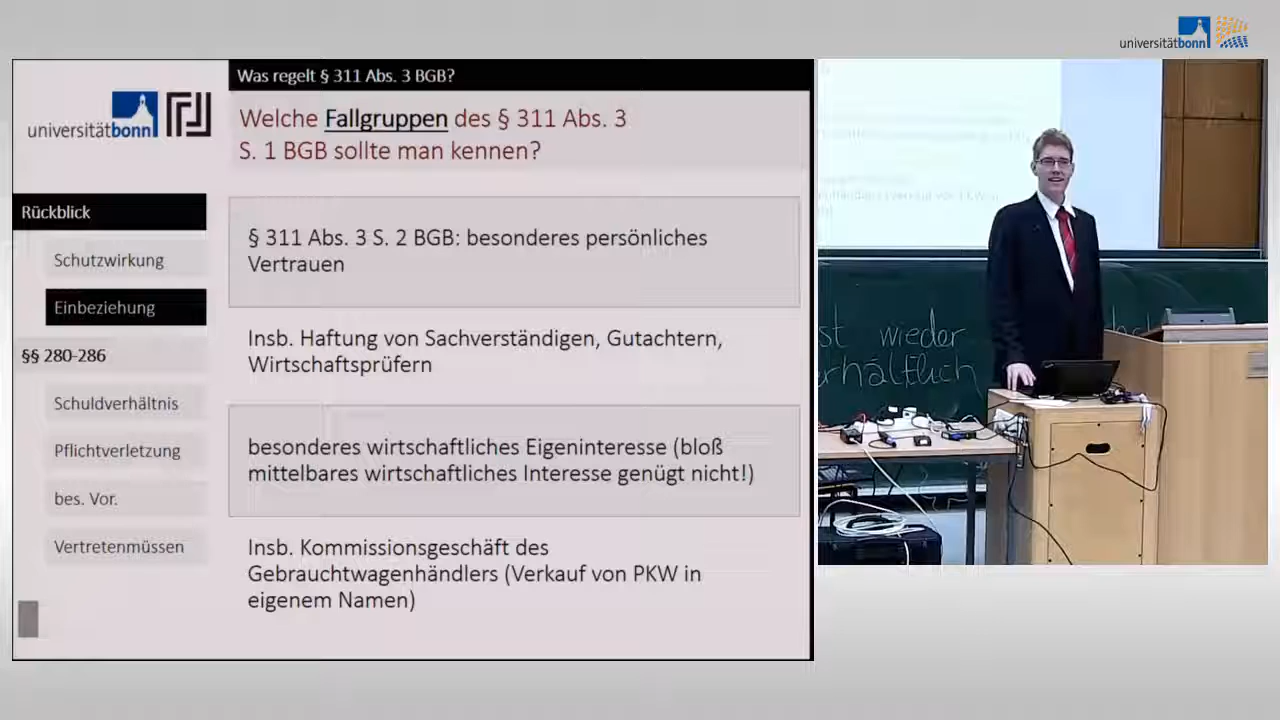 universitätbonn
Was regelt § 311 Abs. 3 BGB?
universitätbonn
Welche Fallgruppen des § 311 Abs. 3
S. 1 BGB sollte man kennen?
Rückblick
Schutzwirkung
Einbeziehung
§§ 280-286
Schuldverhältnis
Pflichtverletzung
bes. Vor.
Vertretenmüssen
§ 311 Abs. 3 S. 2 BGB: besonderes persönliches
Vertrauen
Insb. Haftung von Sachverständigen, Gutachtern,
Wirtschaftsprüfern
besonderes wirtschaftliches Eigeninteresse (bloß
mittelbares wirtschaftliches Interesse genügt nicht!)
Insb. Kommissionsgeschäft des
Gebrauchtwagenhändlers (Verkauf von PKW in
eigenem Namen)
st wieder
rhältlich